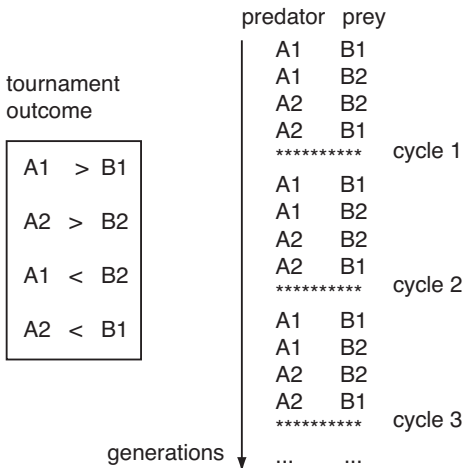 predator prey
A1 B1
A1 B2
A2 B2
A2 B1
********** cycle 1
A1 B1
A1 B2
A2 B2
A2 B1
********** cycle 2
A1 B1
A1 B2
A2 B2
A2 B1
********** cycle 3
generations ... ...
tournament
outcome
A1 > B1
A2 > B2
A1 < B2
A2 < B1